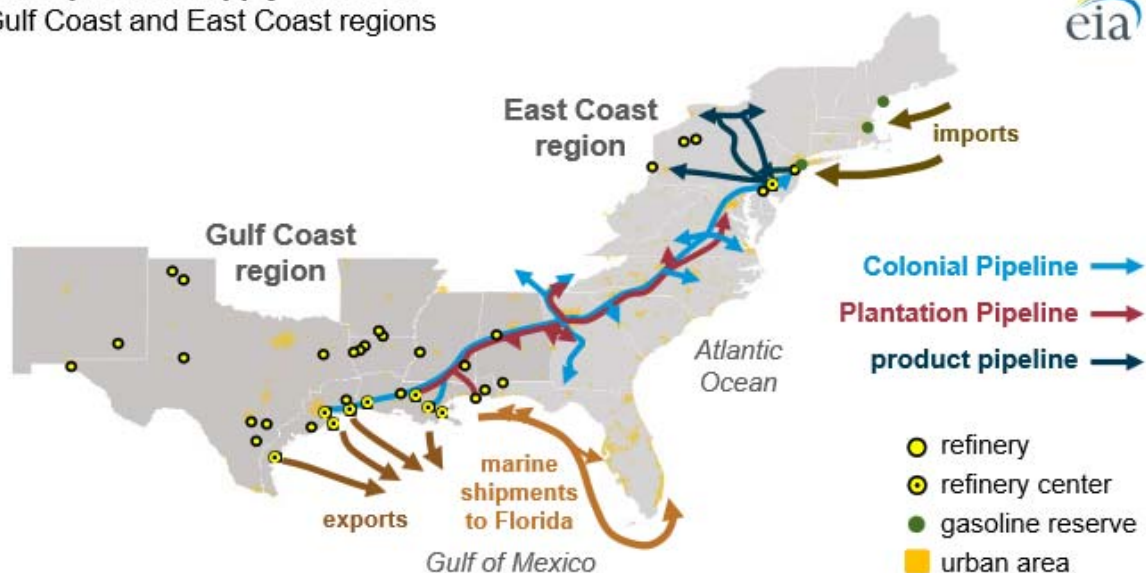 Gulf Coast and East Coast regions
eia
East Coast
region
imports
Gulf Coast
region
Colonial Pipeline
Plantation Pipeline
product pipeline
Atlantic
Ocean
refinery
refinery center
gasoline reserve
urban area
marine
shipments
to Florida
exports
Gulf of Mexico